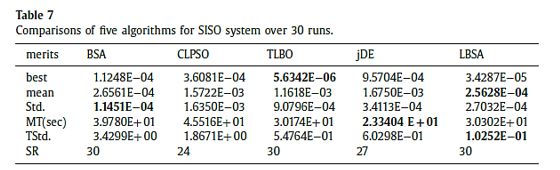 Table 7
Comparisons of five algorithms for SISO system over 30 runs.
merits BSA CLPSO TLBO jDE LBSA
best 1.1248E−04 3.6081E−04 5.6342E−06 9.5704E−04 3.4287E−05
mean 2.6561E−04 1.5722E−03 1.1618E−03 1.6750E−03 2.5628E−04
Std. 1.1451E−04 1.6350E−03 9.0796E−04 3.4113E−04 2.7032E−04
MT(sec) 3.9780E+01 4.5516E+01 3.0174E+01 2.33404 E+01 3.0302E+01
TStd. 3.4299E+00 1.8671E+00 5.4764E−01 6.0298E−01 1.0252E−01
SR 30 24 30 27 30